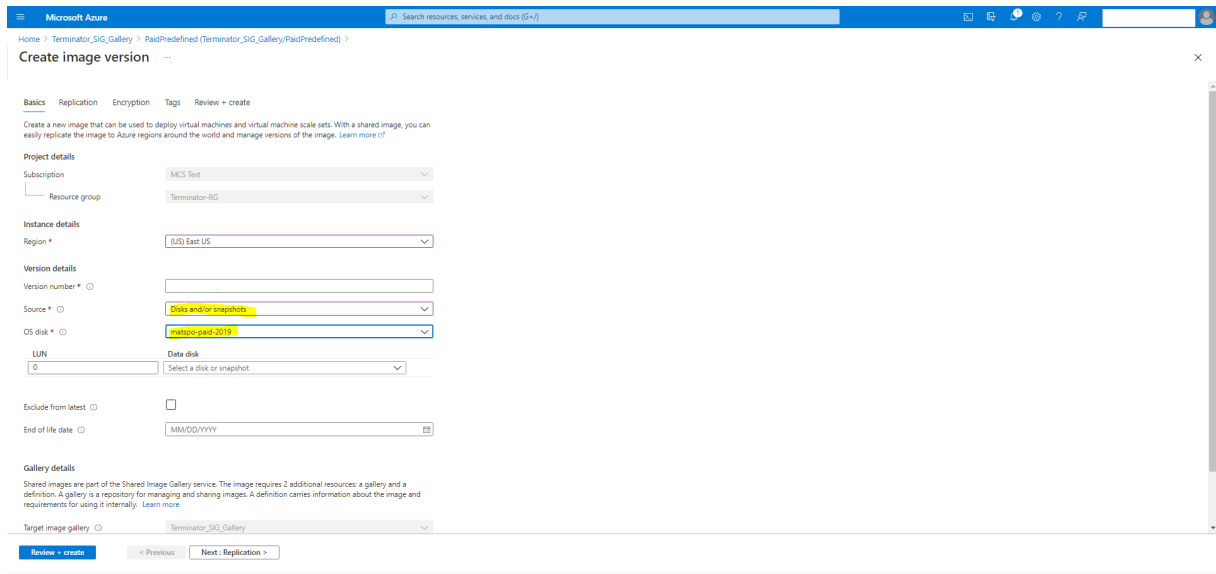 Microsoft Azure
Search resources, services, and docs (G+/)
Home > Terminator_SIG_Gallery > PaidPredefined (Terminator_SIG_Gallery/PaidPredefined) >
Create image version ...
Basics Replication Encryption Tags Review + create
Create a new image that can be used to deploy virtual machines and virtual machine scale sets. With a shared image, you can
easily replicate the image to Azure regions around the world and manage versions of the image. Learn more
Project details
Subscription MCS Test
Resource group Terminator-RG
Instance details
Region * (US) East US
Version details
Version number *
Source * Disks and/or snapshots
OS disk * matspo-paid-2019
LUN Data disk
0 Select a disk or snapshot
Exclude from latest
End of life date MM/DD/YYYY
Gallery details
Shared images are part of the Shared Image Gallery service. The image requires 2 additional resources: a gallery and a
definition. A gallery is a repository for managing and sharing images. A definition carries information about the image and
requirements for using it internally. Learn more
Target image gallery Terminator_SIG_Gallery
Review + create < Previous Next : Replication >